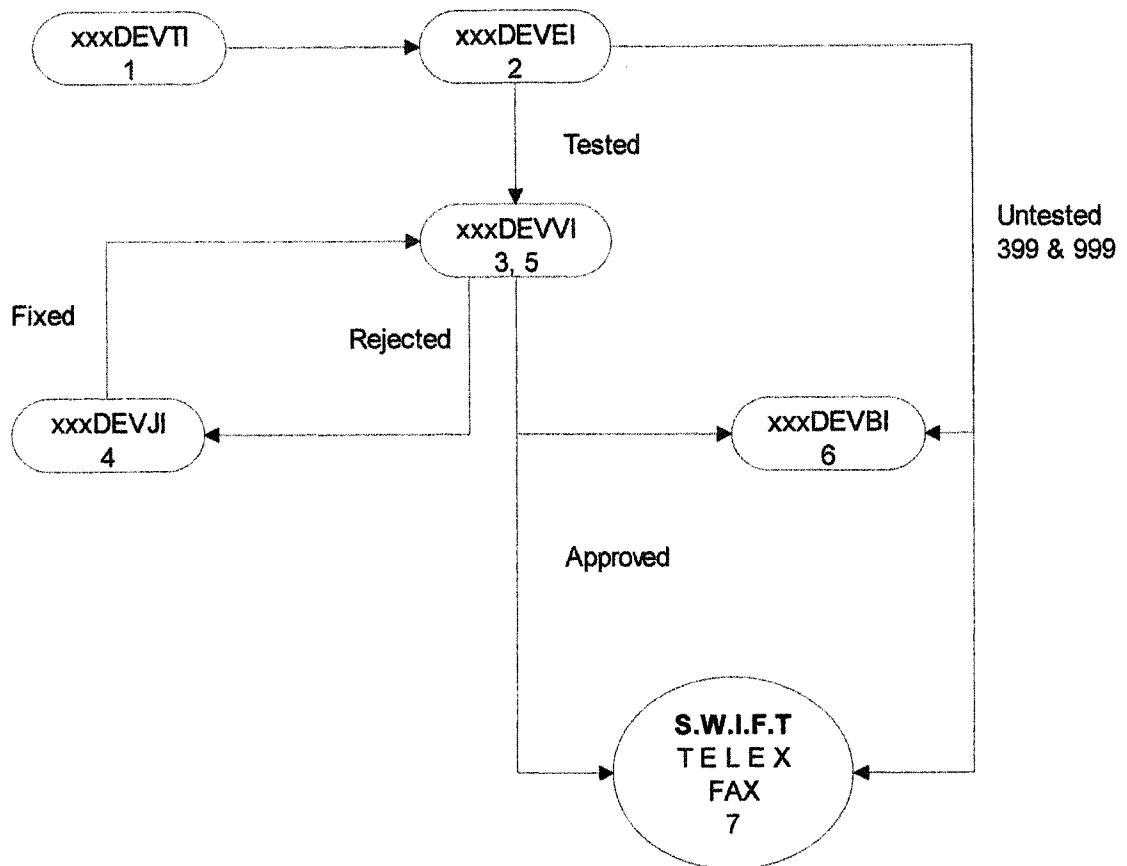 xxxDEVTI
1
xxxDEVEI
2
Tested
xxxDEVVI
3, 5
Untested
399 & 999
Fixed
Rejected
xxxDEVJI
4
xxxDEVBI
6
Approved
S.W.I.F.T
T E L E X
FAX
7